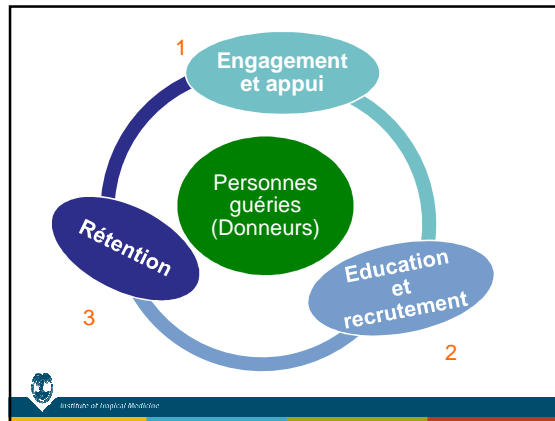 1
Engagement
et appui
Personnes
guéries
(Donneurs)
Rétention
Education
et
recrutement
3
2
Institute of Tropical Medicine